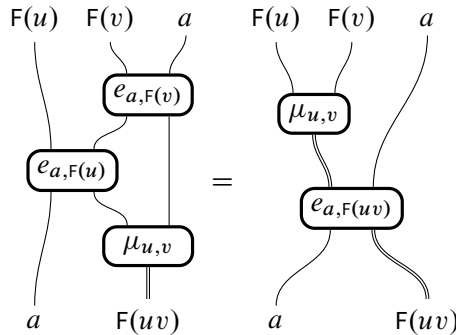 F(u) F(v) a F(u) F(v) a
e_{a,F(v)}
μ_{u,v}
e_{a,F(u)} = e_{a,F(uv)}
μ_{u,v}
a F(uv) a F(uv)